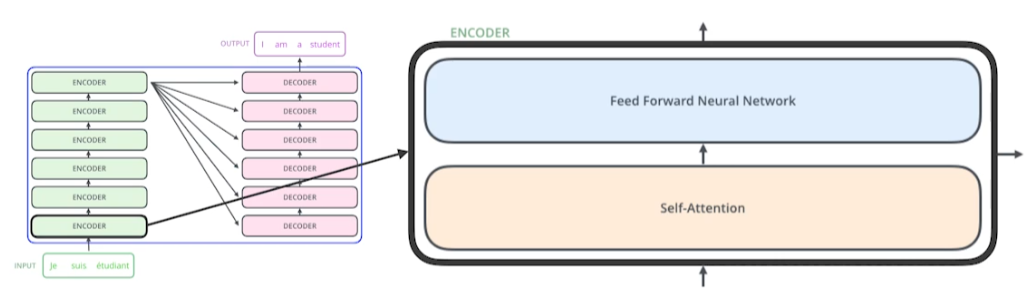 OUTPUT I am a student
ENCODER
ENCODER
ENCODER
ENCODER
ENCODER
ENCODER
DECODER
DECODER
DECODER
DECODER
DECODER
DECODER
INPUT Je suis étudiant
ENCODER
Feed Forward Neural Network
Self-Attention